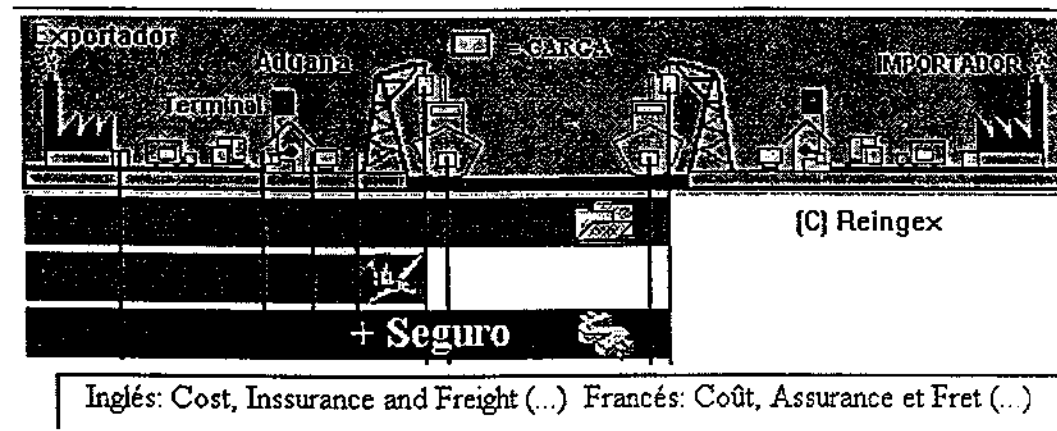 Exportador
Aduana
= CARGA
IMPORTADOR
Terminal
(C) Reingex
+ Seguro
Inglés: Cost, Inssurance and Freight (...) Francés: Coût, Assurance et Fret (...)